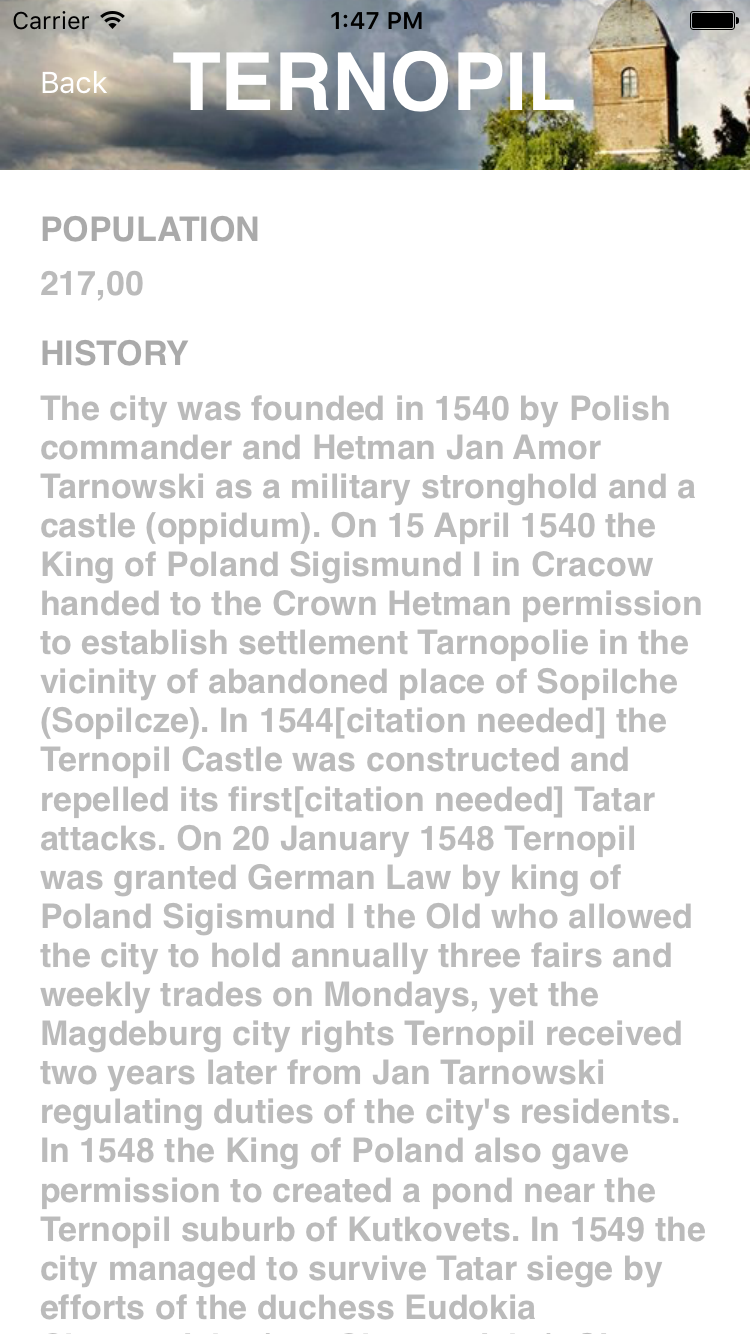 Carrier 1:47 PM
Back TERNOPIL
POPULATION
217,00
HISTORY
The city was founded in 1540 by Polish
commander and Hetman Jan Amor
Tarnowski as a military stronghold and a
castle (oppidum). On 15 April 1540 the
King of Poland Sigismund I in Cracow
handed to the Crown Hetman permission
to establish settlement Tarnopolie in the
vicinity of abandoned place of Sopilche
(Sopilcze). In 1544[citation needed] the
Ternopil Castle was constructed and
repelled its first[citation needed] Tatar
attacks. On 20 January 1548 Ternopil
was granted German Law by king of
Poland Sigismund I the Old who allowed
the city to hold annually three fairs and
weekly trades on Mondays, yet the
Magdeburg city rights Ternopil received
two years later from Jan Tarnowski
regulating duties of the city's residents.
In 1548 the King of Poland also gave
permission to created a pond near the
Ternopil suburb of Kutkovets. In 1549 the
city managed to survive Tatar siege by
efforts of the duchess Eudokia